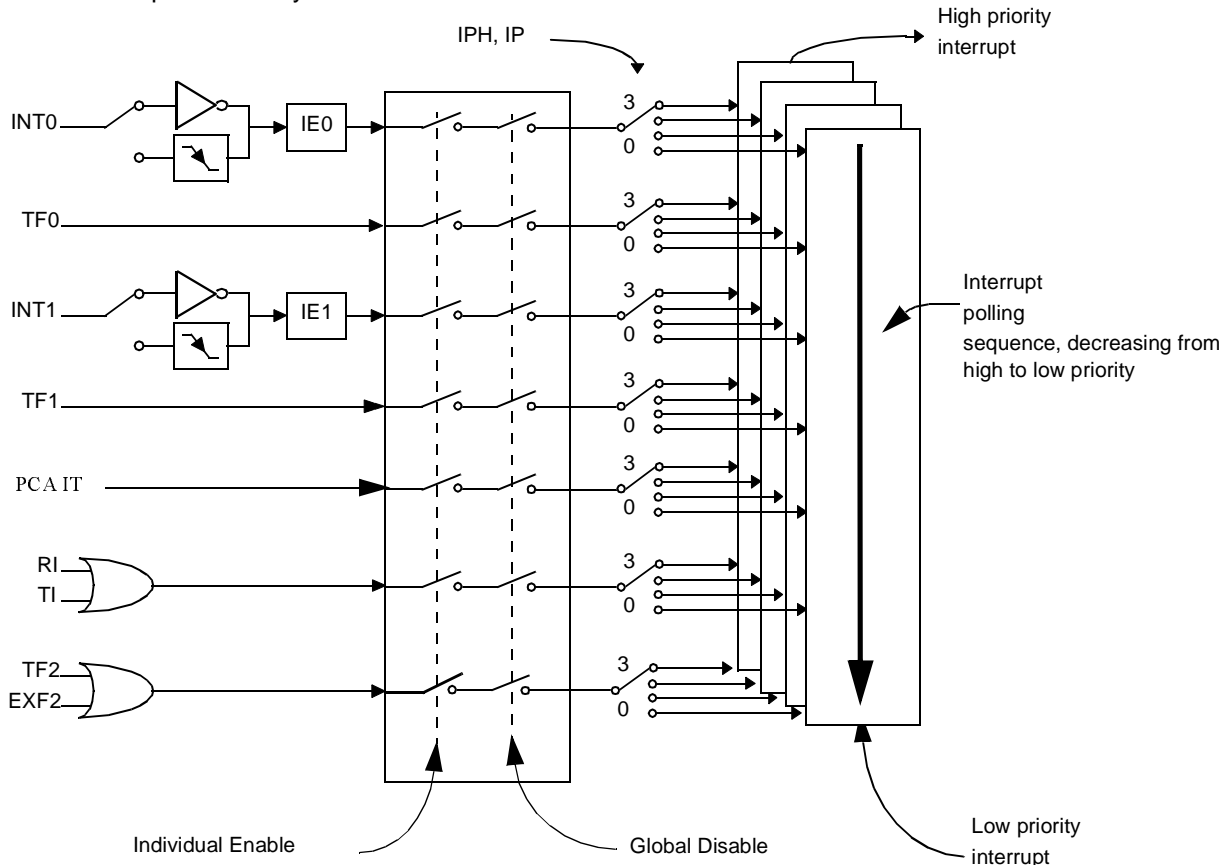 IPH, IP
High priority
interrupt
INT0
IE0
3
0
TF0
3
0
INT1
IE1
3
0
Interrupt
polling
sequence, decreasing from
high to low priority
TF1
3
0
PCA IT
3
0
RI
TI
3
0
TF2
EXF2
3
0
Individual Enable
Global Disable
Low priority
interrupt